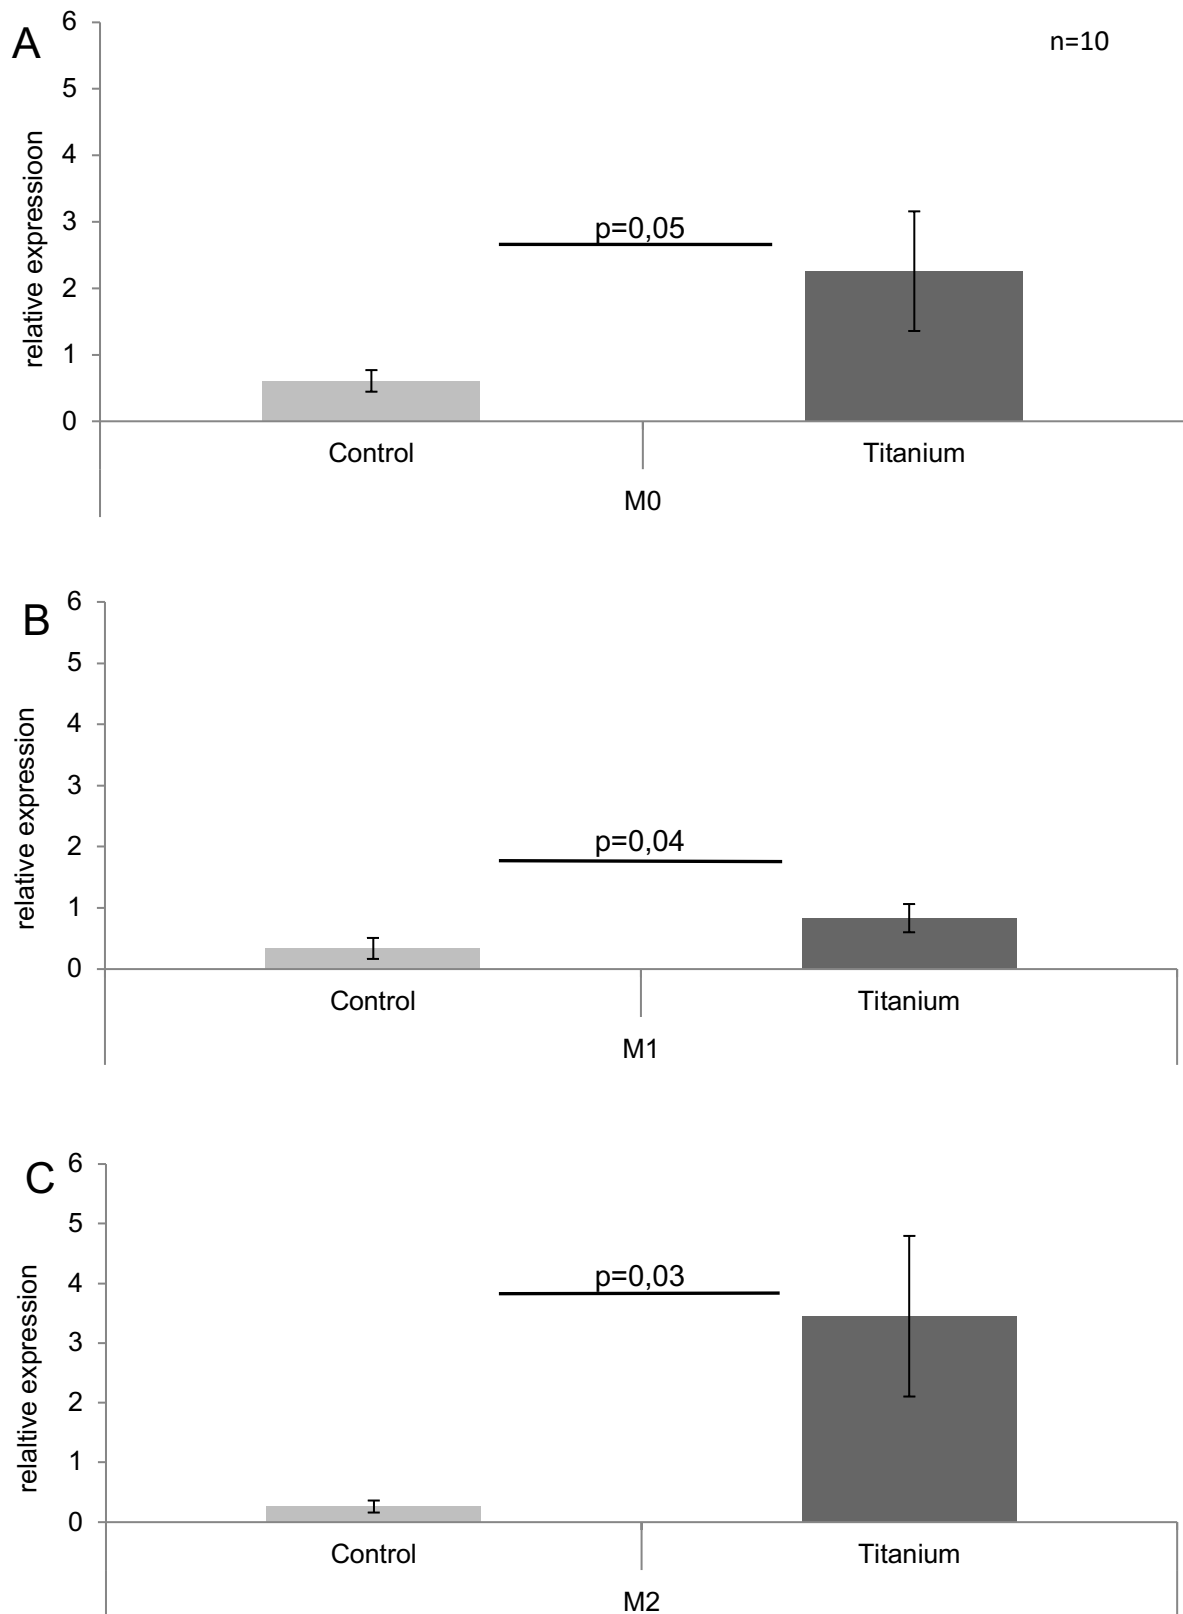 A
n=10
6
5
4
3
2
1
0
relative expressioon
p=0,05
Control
Titanium
M0
B
6
5
4
3
2
1
0
relative expression
p=0,04
Control
Titanium
M1
C
6
5
4
3
2
1
0
relaltive expression
p=0,03
Control
Titanium
M2